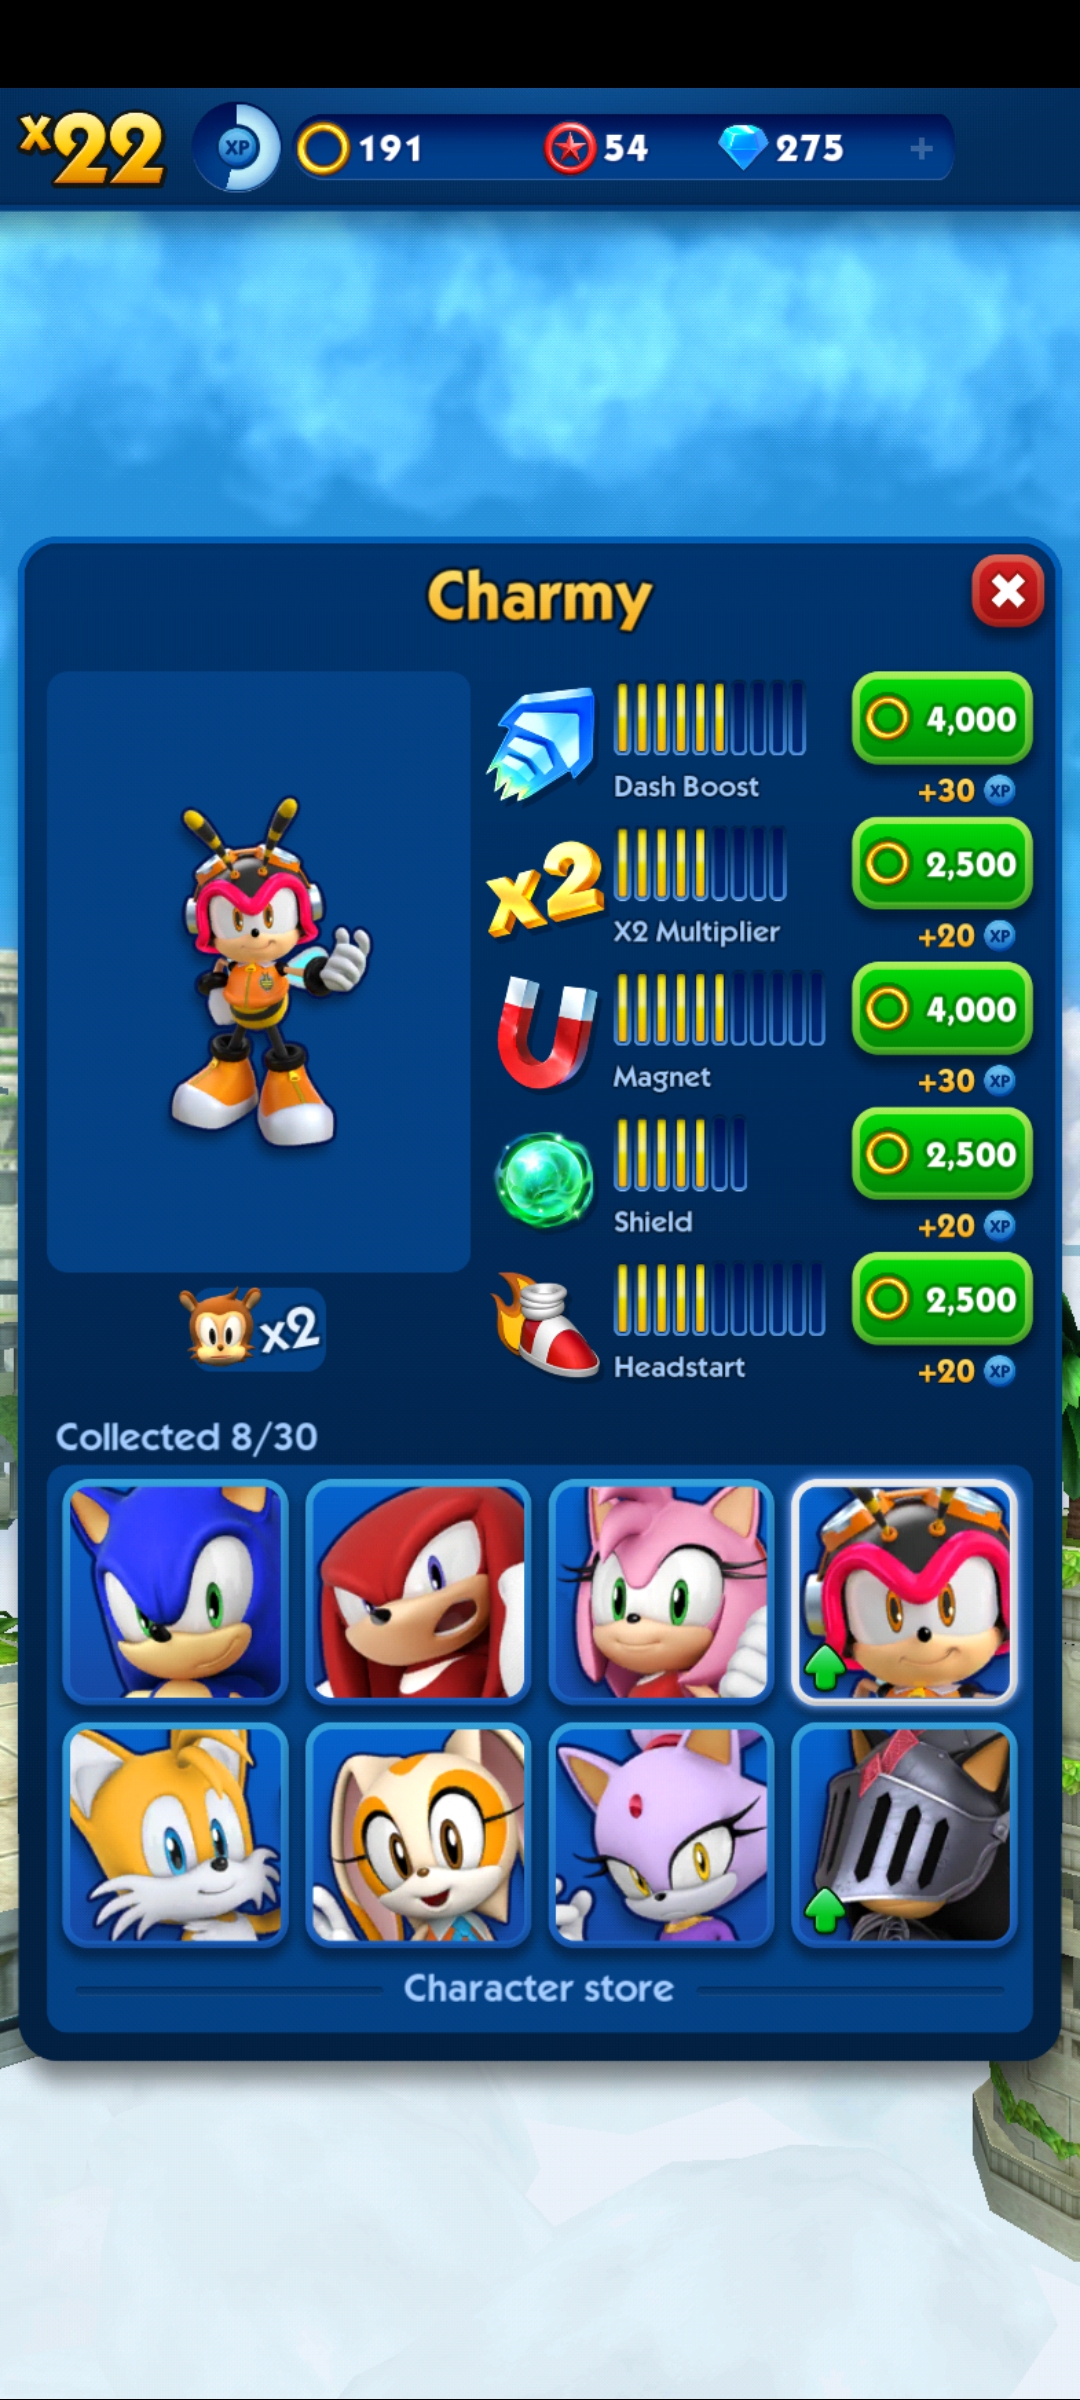 x22 XP 191 54 275 +
Charmy
4,000
Dash Boost
+30 XP
x2
2,500
X2 Multiplier
+20 XP
4,000
Magnet
+30 XP
2,500
Shield
+20 XP
2,500
Headstart
+20 XP
x2
Collected 8/30
Character store